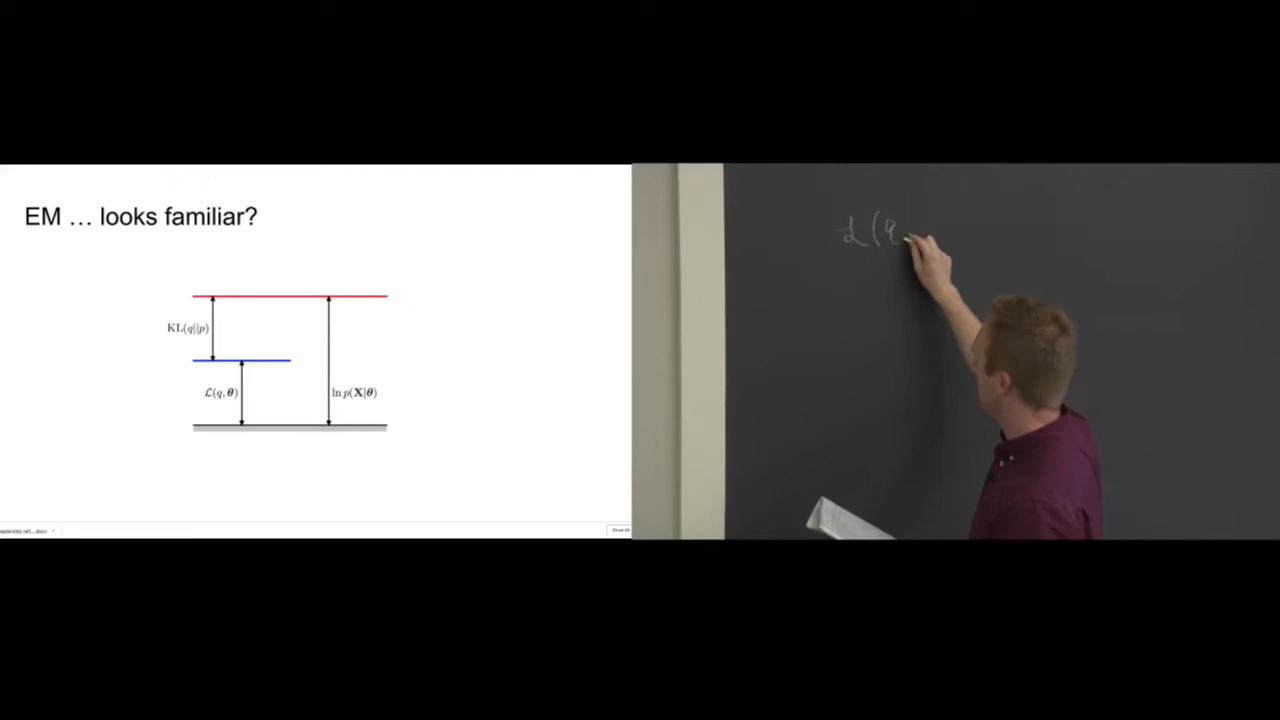 EM … looks familiar?
KL(q||p)
ℒ(q, θ)
ln p(X|θ)
ℒ(q